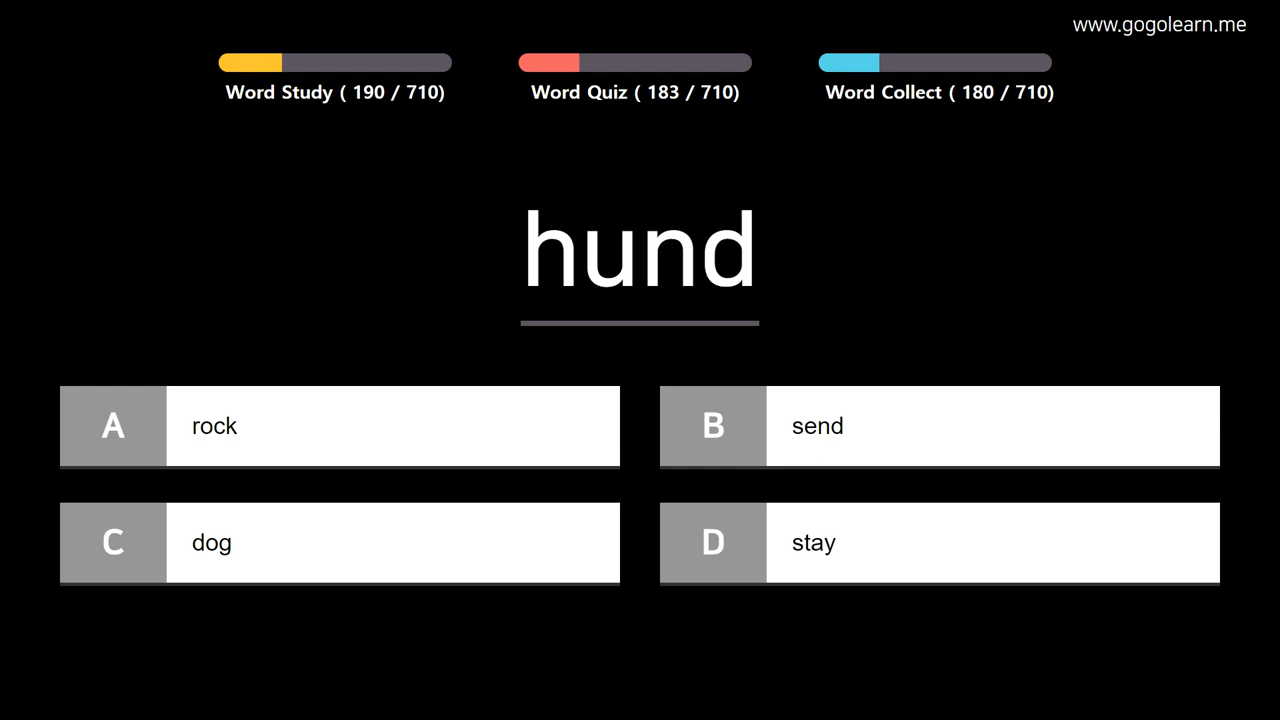 www.gogolearn.me
Word Study ( 190 / 710)
Word Quiz ( 183 / 710)
Word Collect ( 180 / 710)
hund
A rock
B send
C dog
D stay